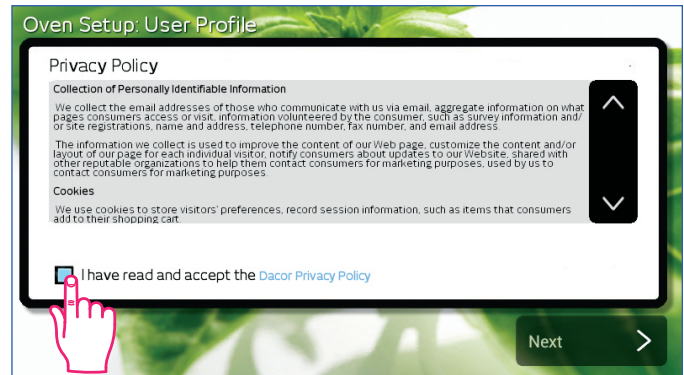 Oven Setup: User Profile
Privacy Policy
Collection of Personally Identifiable Information
We collect the email addresses of those who communicate with us via email, aggregate information on what
pages consumers access or visit, information volunteered by the consumer, such as survey information and/
or site registrations, name and address, telephone number, fax number, and email address.
The information we collect is used to improve the content of our Web page, customize the content and/or
layout of our page for each individual visitor, notify consumers about updates to our Website, shared with
other reputable organizations to help them contact consumers for marketing purposes, used by us to
contact consumers for marketing purposes.
Cookies
We use cookies to store visitors' preferences, record session information, such as items that consumers
add to their shopping cart.
I have read and accept the Dacor Privacy Policy
Next